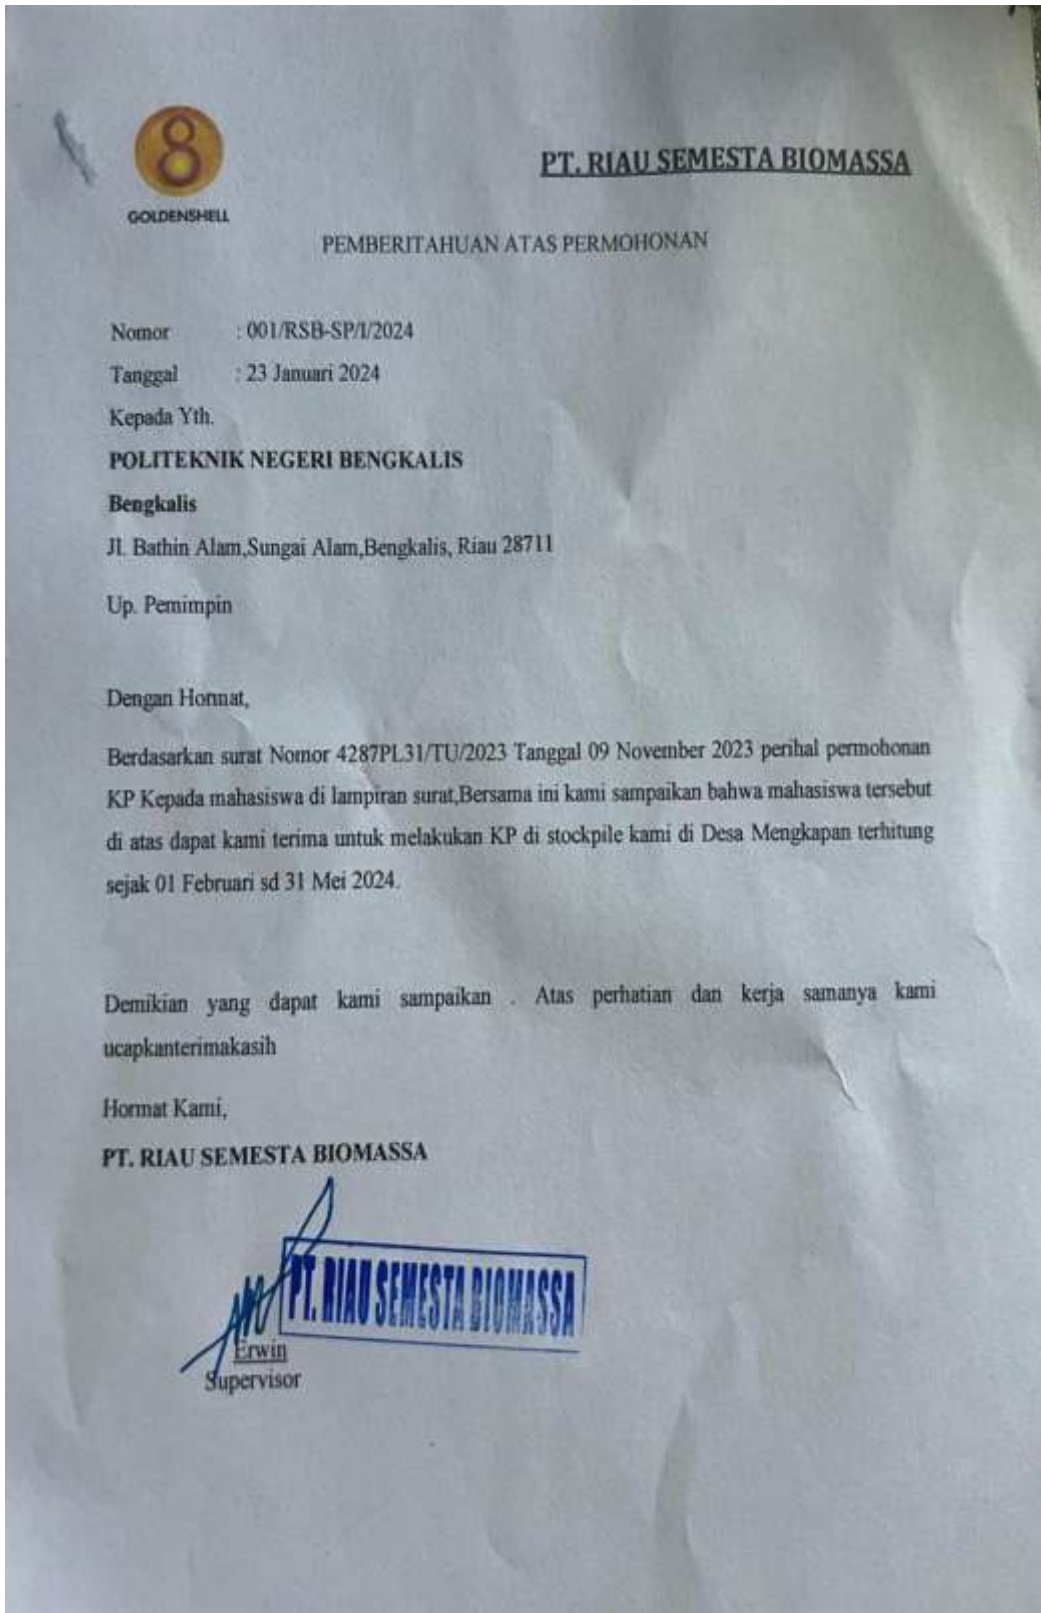 8
GOLDENSHELL
PT. RIAU SEMESTA BIOMASSA
PEMBERITAHUAN ATAS PERMOHONAN
Nomor : 001/RSB-SP/I/2024
Tanggal : 23 Januari 2024
Kepada Yth.
POLITEKNIK NEGERI BENGKALIS
Bengkalis
Jl. Bathin Alam,Sungai Alam,Bengkalis, Riau 28711
Up. Pemimpin
Dengan Hormat,
Berdasarkan surat Nomor 4287PL31/TU/2023 Tanggal 09 November 2023 perihal permohonan
KP Kepada mahasiswa di lampiran surat,Bersama ini kami sampaikan bahwa mahasiswa tersebut
di atas dapat kami terima untuk melakukan KP di stockpile kami di Desa Mengkapan terhitung
sejak 01 Februari sd 31 Mei 2024.
Demikian yang dapat kami sampaikan . Atas perhatian dan kerja samanya kami
ucapkanterimakasih
Hormat Kami,
PT. RIAU SEMESTA BIOMASSA
PT. RIAU SEMESTA BIOMASSA
Erwin
Supervisor